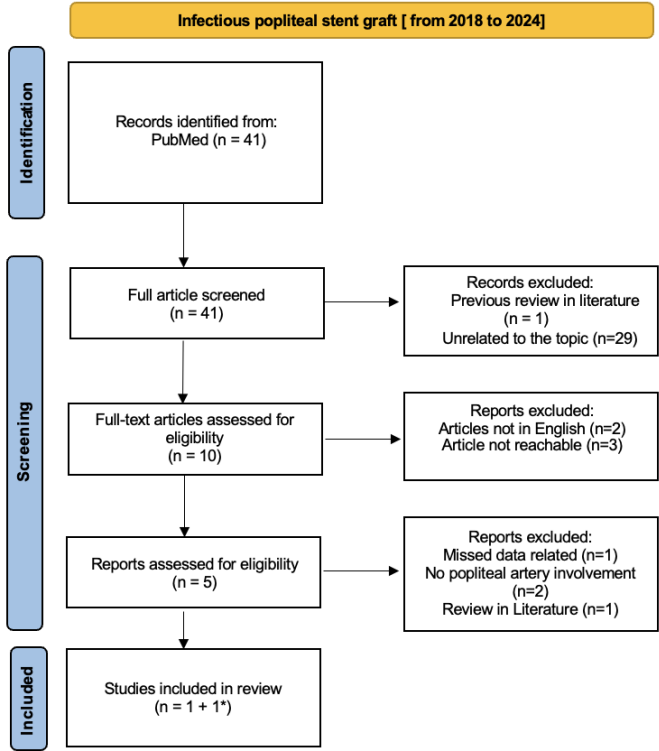 Infectious popliteal stent graft [ from 2018 to 2024]
Identification
Records identified from:
PubMed (n = 41)
Screening
Full article screened
(n = 41)
Records excluded:
Previous review in literature
(n = 1)
Unrelated to the topic (n=29)
Full-text articles assessed for
eligibility
(n = 10)
Reports excluded:
Articles not in English (n=2)
Article not reachable (n=3)
Reports assessed for eligibility
(n = 5)
Reports excluded:
Missed data related (n=1)
No popliteal artery involvement
(n=2)
Review in Literature (n=1)
Included
Studies included in review
(n = 1 + 1*)